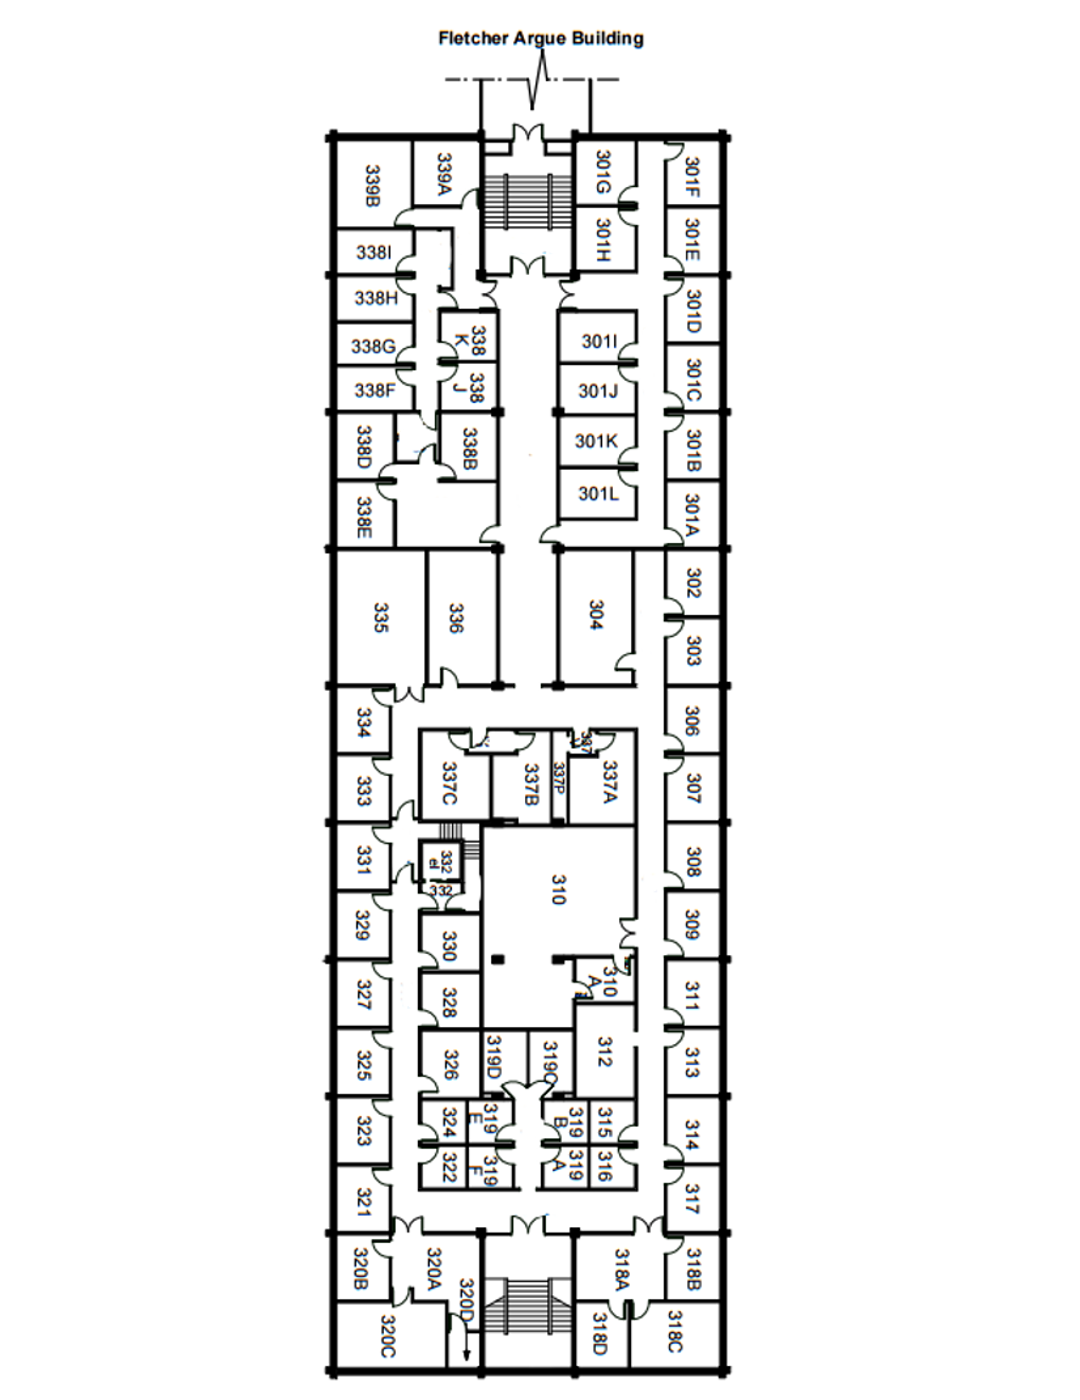 Fletcher Argue Building
339B
339A
301G
301F
338I
301H
301E
338H
301D
338G
338
K
301I
338F
338
J
301J
301C
338D
338B
301K
301B
338E
301L
301A
335
336
304
302
303
334
306
333
337C
337B
337P
337
337A
307
331
332
el
332
310
308
329
330
309
327
328
310
A
311
325
326
319D
319C
312
313
323
324
319
E
319
B
315
314
322
319
F
319
A
316
321
317
320B
320A
320D
318A
318B
320C
318D
318C